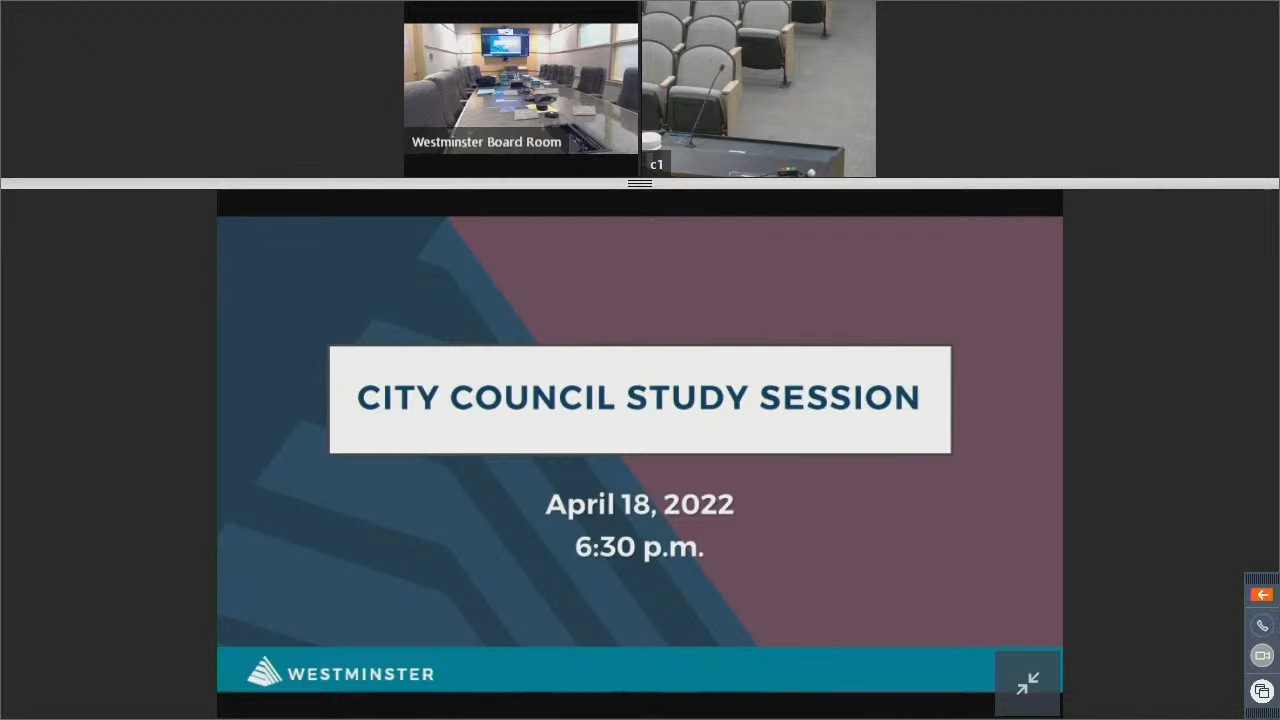 Westminster Board Room
c1
CITY COUNCIL STUDY SESSION
April 18, 2022
6:30 p.m.
WESTMINSTER